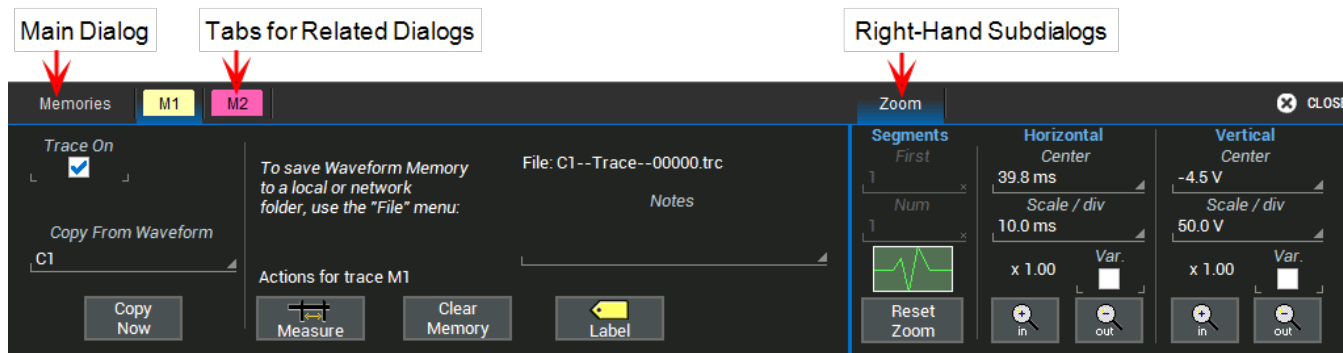 Main Dialog
Tabs for Related Dialogs
Right-Hand Subdialogs
Memories
M1
M2
Zoom
CLOSE
Trace On
To save Waveform Memory
to a local or network
folder, use the "File" menu:
File: C1--Trace--00000.trc
Notes
Copy From Waveform
C1
Actions for trace M1
Copy
Now
Measure
Clear
Memory
Label
Segments
First
1
Num
1
Reset
Zoom
Horizontal
Center
39.8 ms
Scale / div
10.0 ms
x 1.00
Var.
in
out
Vertical
Center
-4.5 V
Scale / div
50.0 V
x 1.00
Var.
in
out